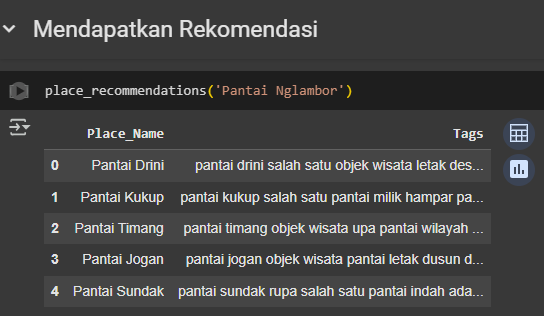 Mendapatkan Rekomendasi
place_recommendations('Pantai Nglambor')
Place_Name Tags
0 Pantai Drini pantai drini salah satu objek wisata letak des...
1 Pantai Kukup pantai kukup salah satu pantai milik hampar pa...
2 Pantai Timang pantai timang objek wisata upa pantai wilayah ...
3 Pantai Jogan pantai jogan objek wisata pantai letak dusun d...
4 Pantai Sundak pantai sundak rupa salah satu pantai indah ada...